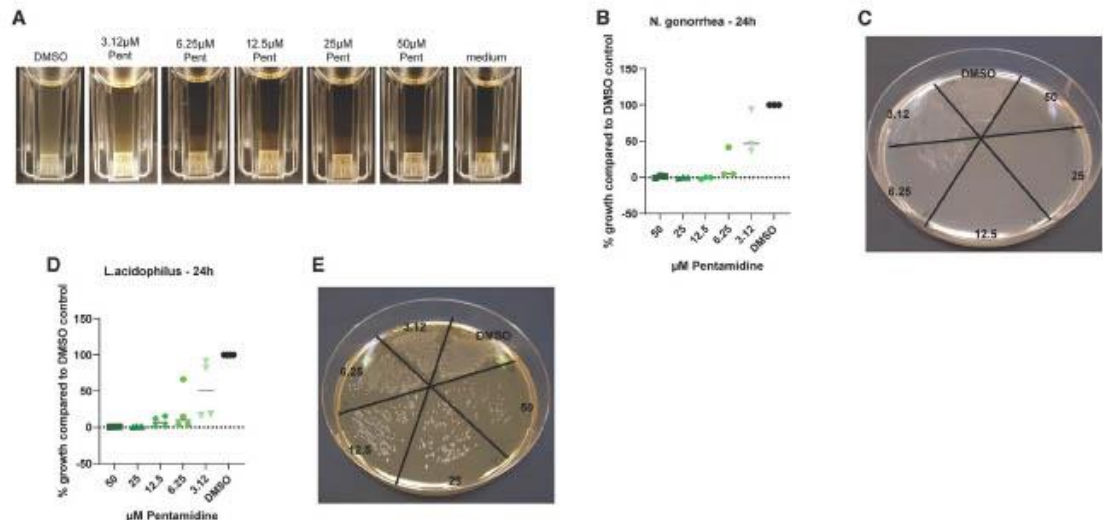 A
DMSO
3.12µM
Pent
6.25µM
Pent
12.5µM
Pent
25µM
Pent
50µM
Pent
medium
B
N. gonorrhea - 24h
% growth compared to DMSO control
150
100
50
0
-50
50
25
12.5
6.25
3.12
DMSO
µM Pentamidine
C
DMSO
50
3.12
25
6.25
12.5
D
L.acidophilus - 24h
% growth compared to DMSO control
150
100
50
0
-50
50
25
12.5
6.25
3.12
DMSO
µM Pentamidine
E
3.12
DMSO
6.25
50
12.5
25